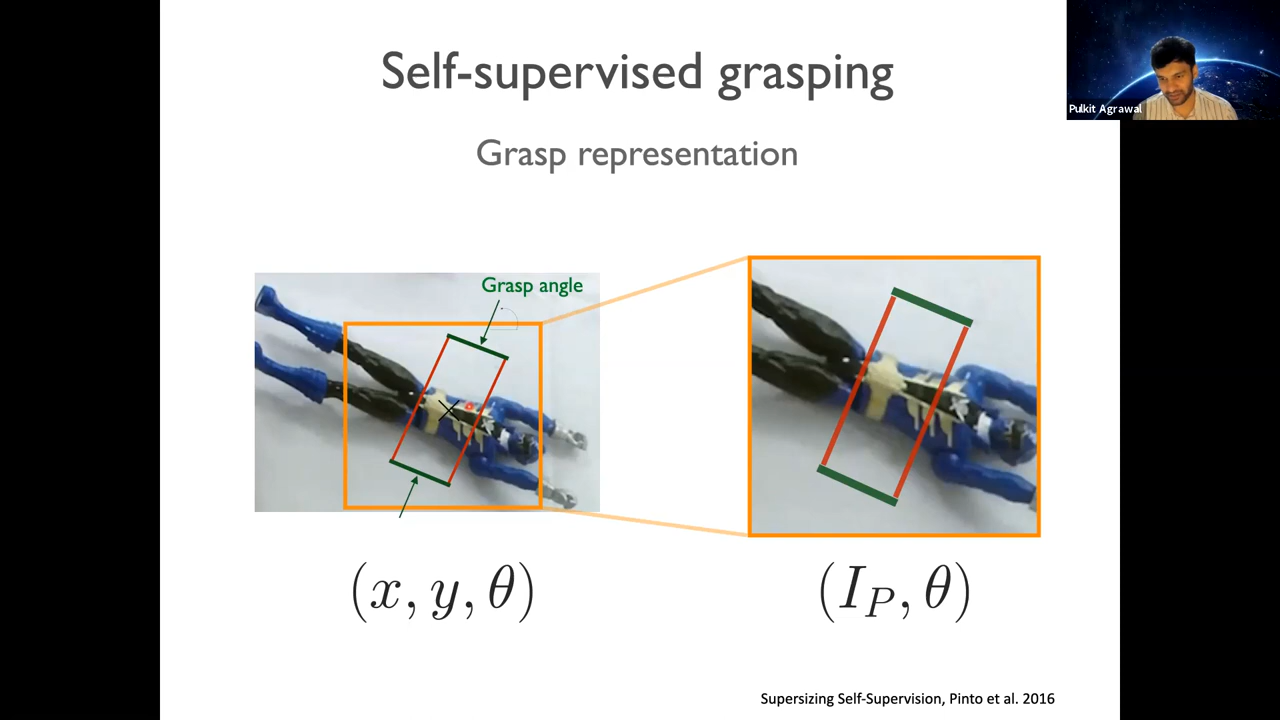 Self-supervised grasping
Pulkit Agrawal
Grasp representation
Grasp angle
(x, y, θ)
(I_P, θ)
Supersizing Self-Supervision, Pinto et al. 2016